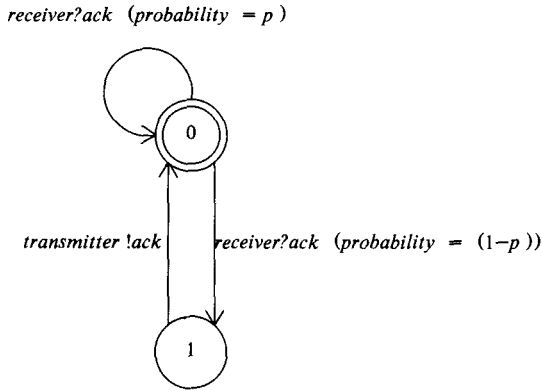 receiver?ack (probability = p )
0
transmitter !ack
receiver?ack (probability = (1−p ))
1